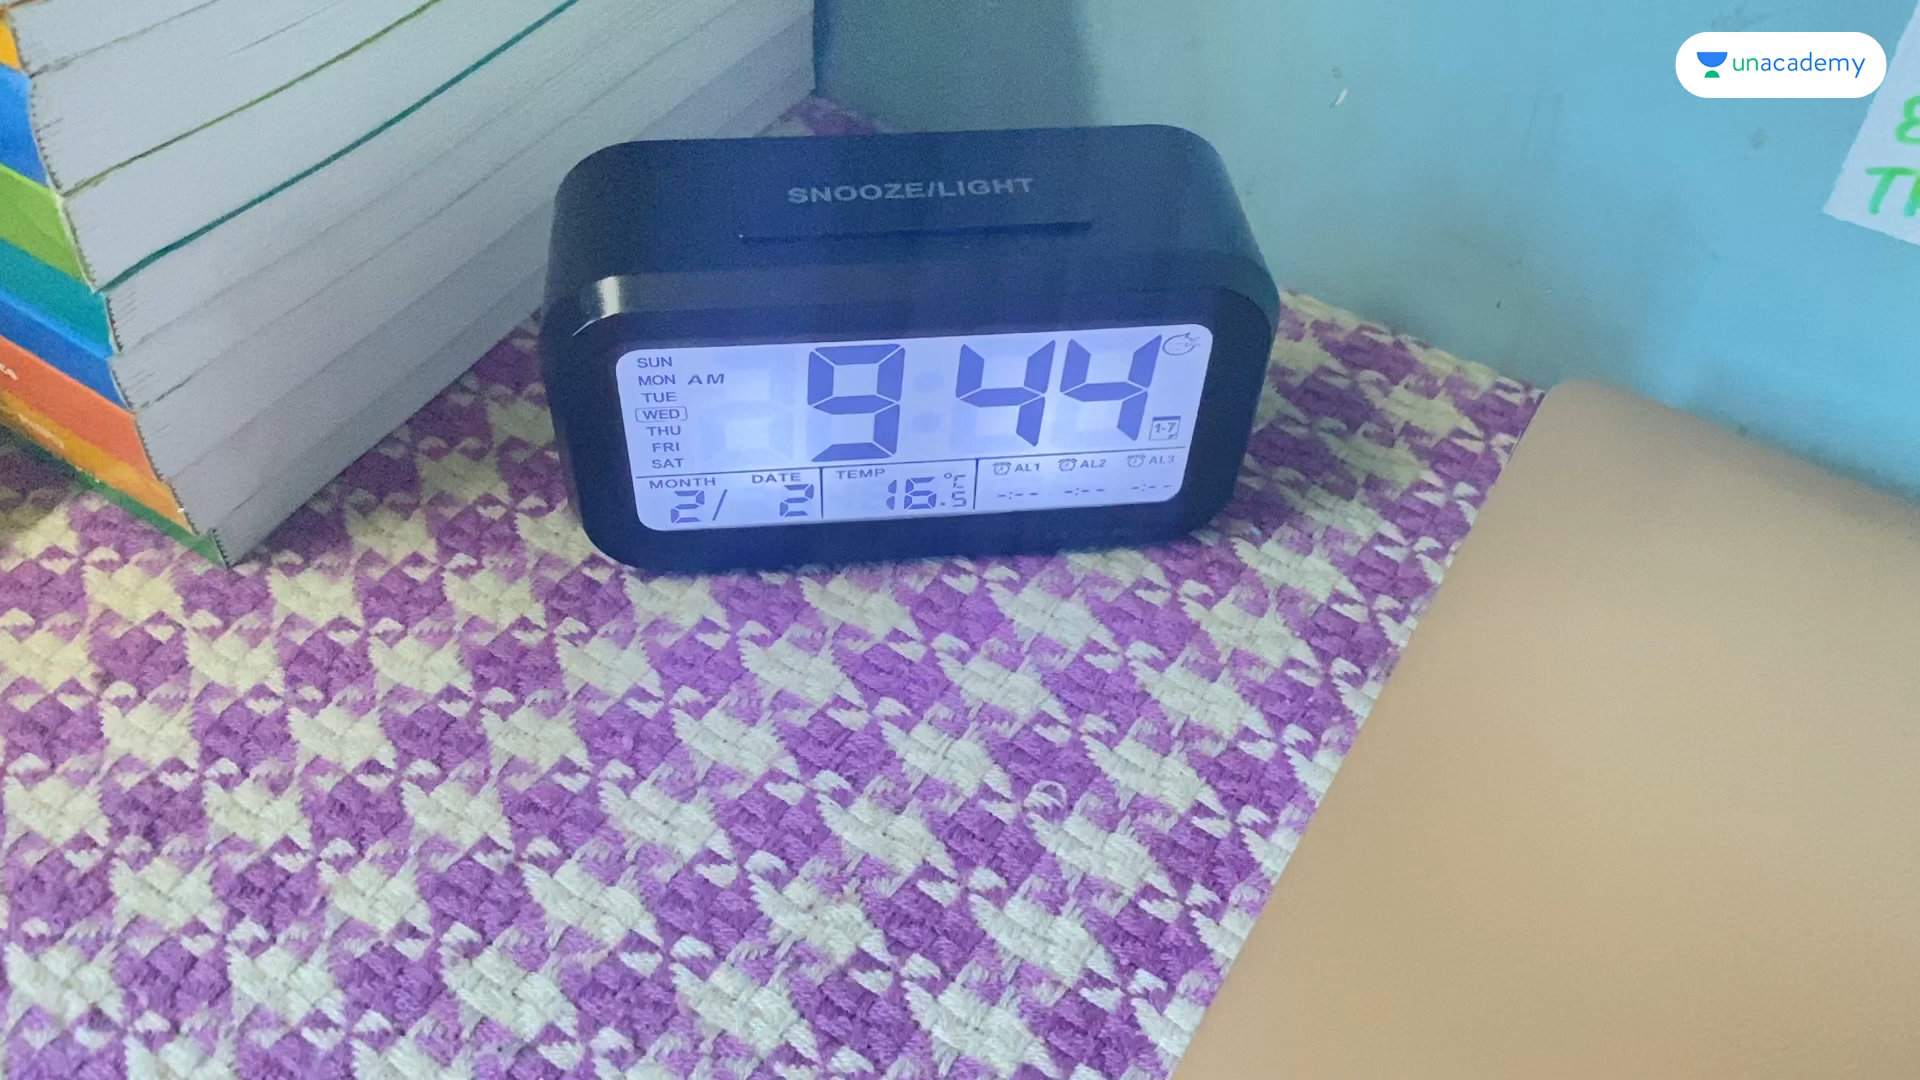 unacademy
SNOOZE/LIGHT
SUN
MON AM
TUE
WED
THU
FRI
SAT
9:44
1-7
MONTH DATE TEMP AL1 AL2 AL3
2/ 2 16.5°C -:-- -:-- -:--